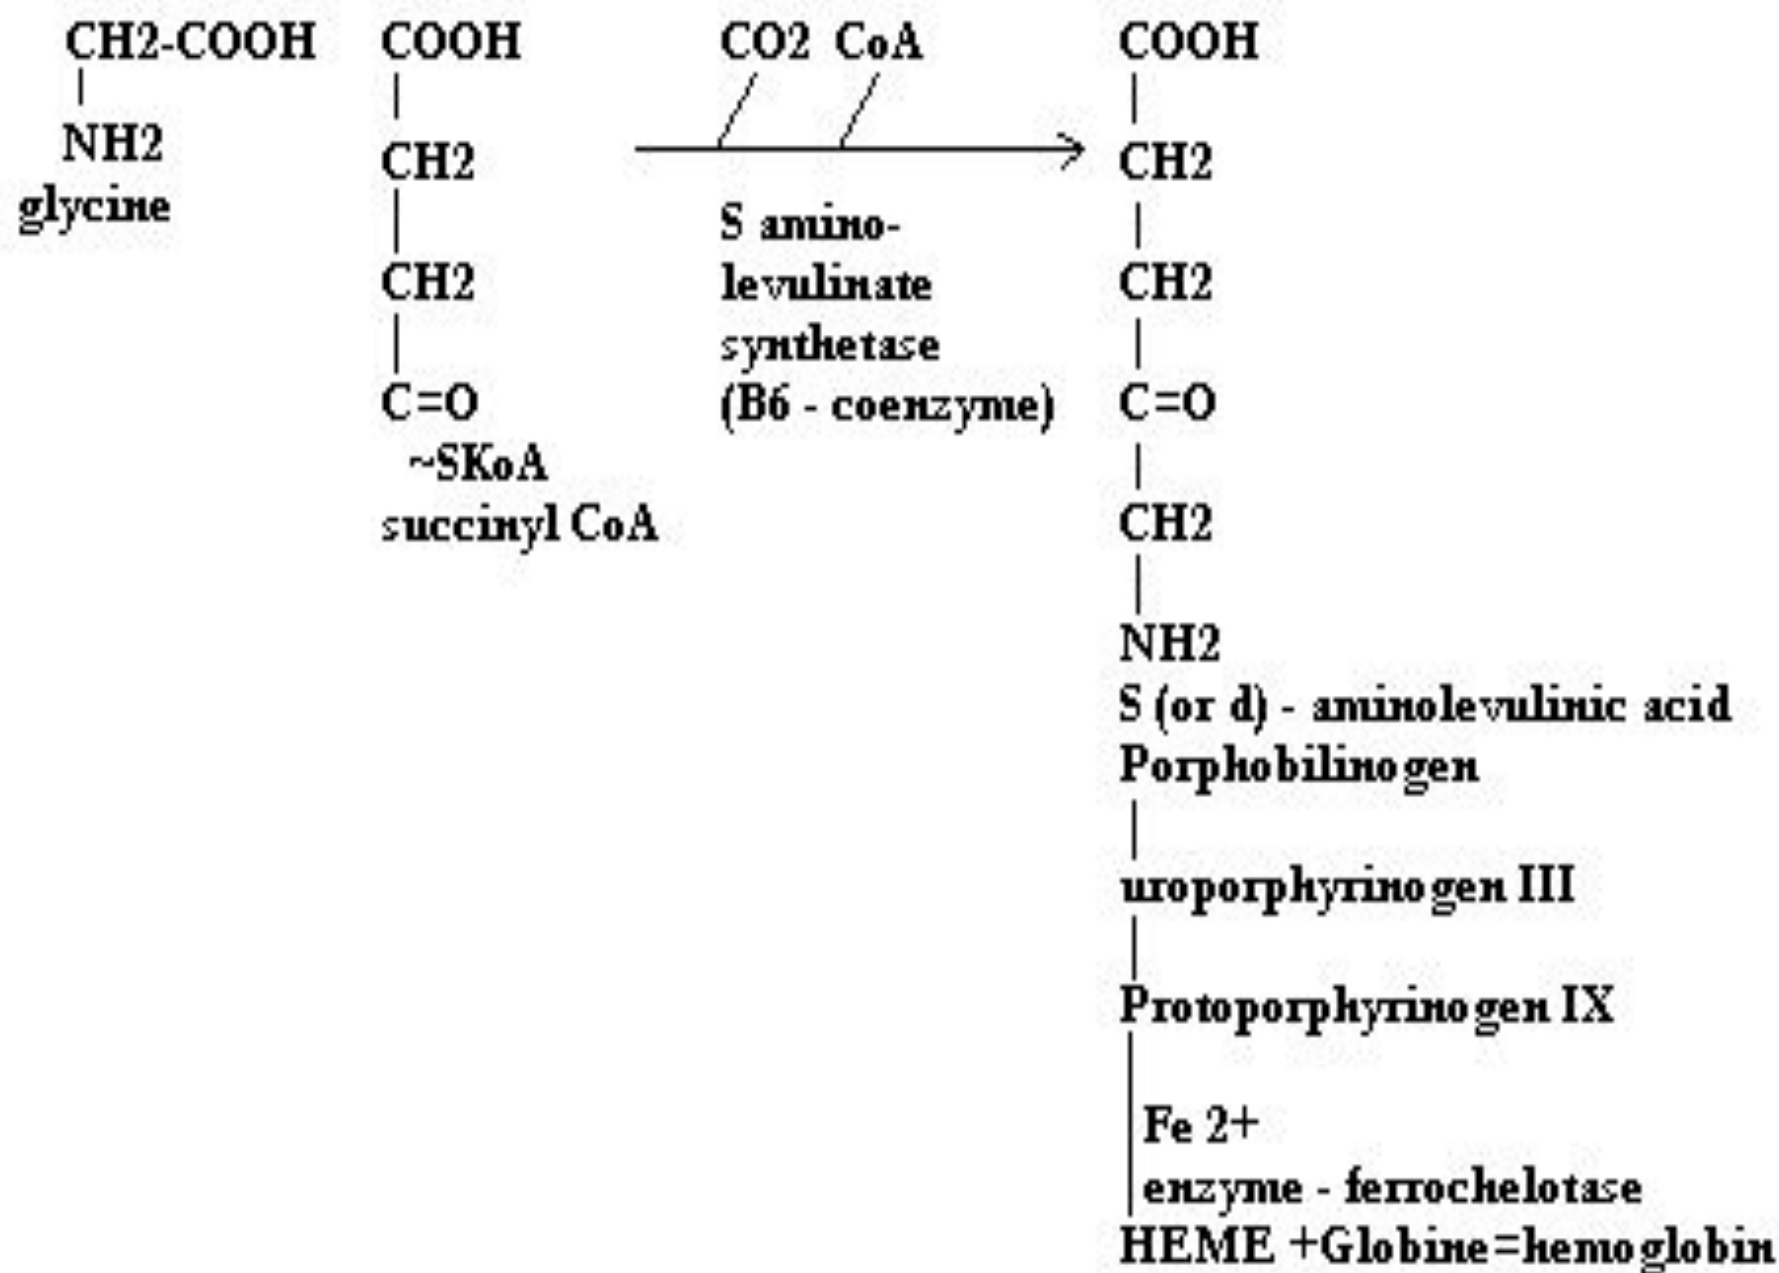 CH2-COOH
NH2
glycine
COOH
CH2
CH2
C=O
~SKoA
succinyl CoA
CO2 CoA
S amino-
levulinate
synthetase
(B6 - coenzyme)
COOH
CH2
CH2
C=O
CH2
NH2
S (or d) - aminolevulinic acid
Porphobilinogen
uroporphyrinogen III
Protoporphyrinogen IX
Fe 2+
enzyme - ferrochelotase
HEME +Globine=hemoglobin